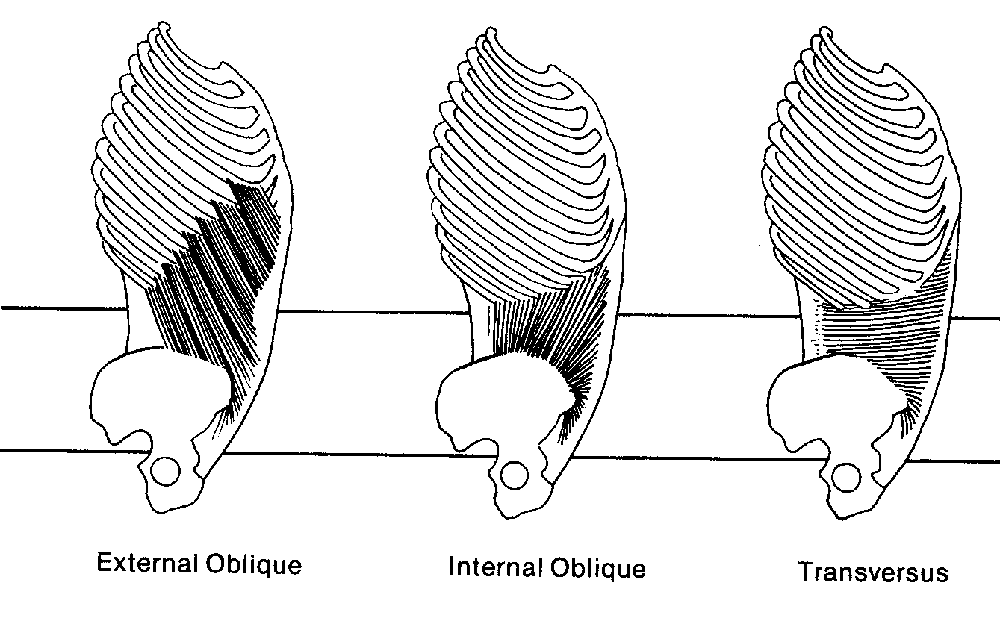 External Oblique
Internal Oblique
Transversus